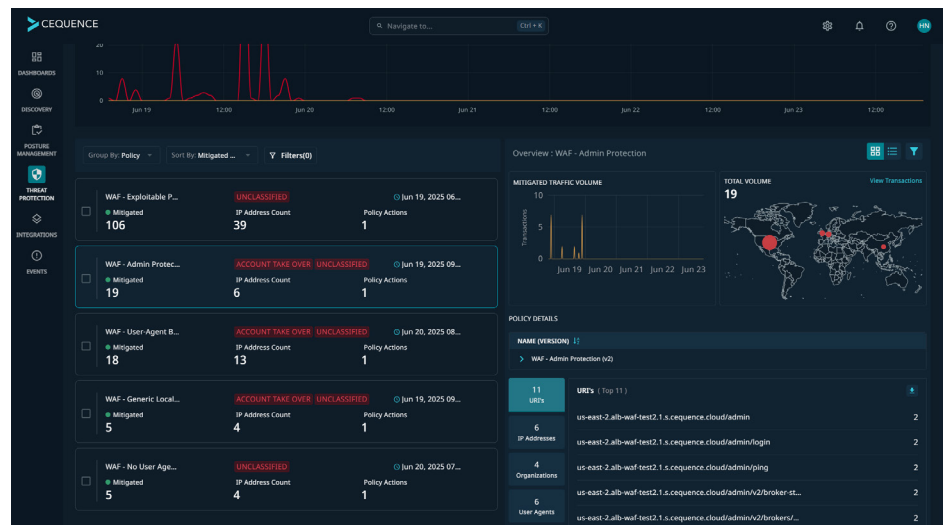 CEQUENCE
Navigate to...
Ctrl + K
HN
DASHBOARDS
DISCOVERY
POSTURE
MANAGEMENT
THREAT
PROTECTION
INTEGRATIONS
EVENTS
20
10
0
Jun 19
12:00
Jun 20
12:00
Jun 21
12:00
Jun 22
12:00
Jun 23
12:00
Group By: Policy
Sort By: Mitigated ...
Filters(0)
WAF - Exploitable P...
UNCLASSIFIED
Jun 19, 2025 06...
Mitigated
IP Address Count
Policy Actions
106
39
1
WAF - Admin Protec...
ACCOUNT TAKE OVER
UNCLASSIFIED
Jun 19, 2025 09...
Mitigated
IP Address Count
Policy Actions
19
6
1
WAF - User-Agent B...
ACCOUNT TAKE OVER
UNCLASSIFIED
Jun 20, 2025 08...
Mitigated
IP Address Count
Policy Actions
18
13
1
WAF - Generic Local...
ACCOUNT TAKE OVER
UNCLASSIFIED
Jun 19, 2025 09...
Mitigated
IP Address Count
Policy Actions
5
4
1
WAF - No User Age...
UNCLASSIFIED
Jun 20, 2025 07...
Mitigated
IP Address Count
Policy Actions
5
4
1
Overview : WAF - Admin Protection
MITIGATED TRAFFIC VOLUME
10
5
0
Transactions
Jun 19
Jun 20
Jun 21
Jun 22
Jun 23
TOTAL VOLUME
View Transactions
19
POLICY DETAILS
NAME (VERSION)
WAF - Admin Protection (v2)
11
URI's
6
IP Addresses
4
Organizations
6
User Agents
URI's ( Top 11 )
us-east-2.alb-waf-test2.1.s.cequence.cloud/admin
2
us-east-2.alb-waf-test2.1.s.cequence.cloud/admin/login
2
us-east-2.alb-waf-test2.1.s.cequence.cloud/admin/ping
2
us-east-2.alb-waf-test2.1.s.cequence.cloud/admin/v2/broker-st...
2
us-east-2.alb-waf-test2.1.s.cequence.cloud/admin/v2/brokers/...
2